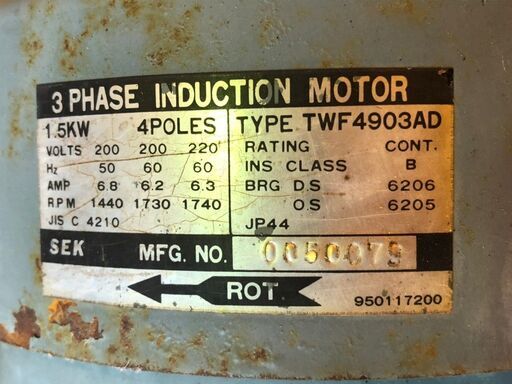 3 PHASE INDUCTION MOTOR
1.5KW 4POLES
VOLTS 200 200 220
Hz 50 60 60
AMP 6.8 6.2 6.3
RPM 1440 1730 1740
JIS C 4210
TYPE TWF4903AD
RATING CONT.
INS CLASS B
BRG D.S 6206
O.S 6205
JP44
SEK MFG. NO. 0050079
ROT
950117200